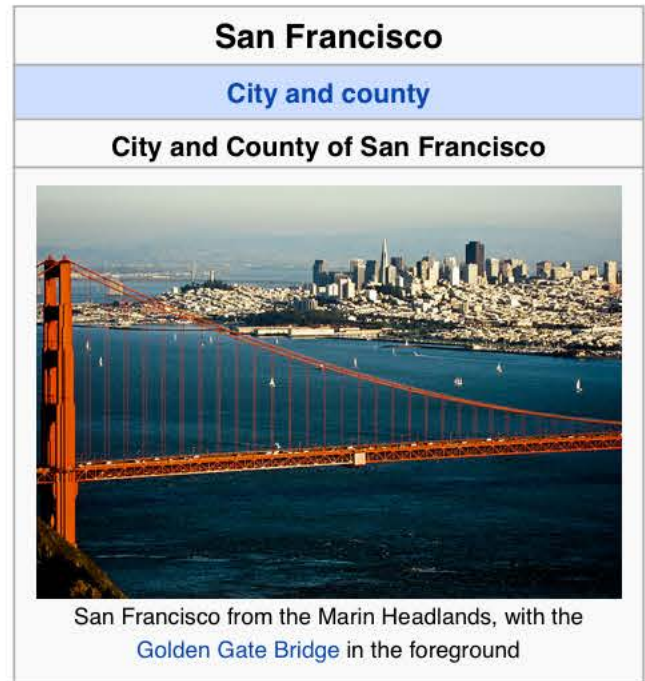 San Francisco
City and county
City and County of San Francisco
San Francisco from the Marin Headlands, with the
Golden Gate Bridge in the foreground